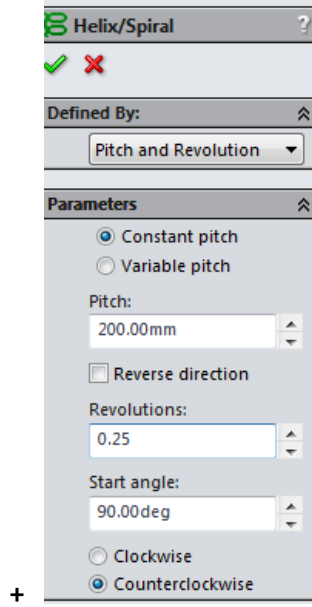 Helix/Spiral ?
Defined By:
Pitch and Revolution
Parameters
Constant pitch
Variable pitch
Pitch:
200.00mm
Reverse direction
Revolutions:
0.25
Start angle:
90.00deg
Clockwise
+ Counterclockwise